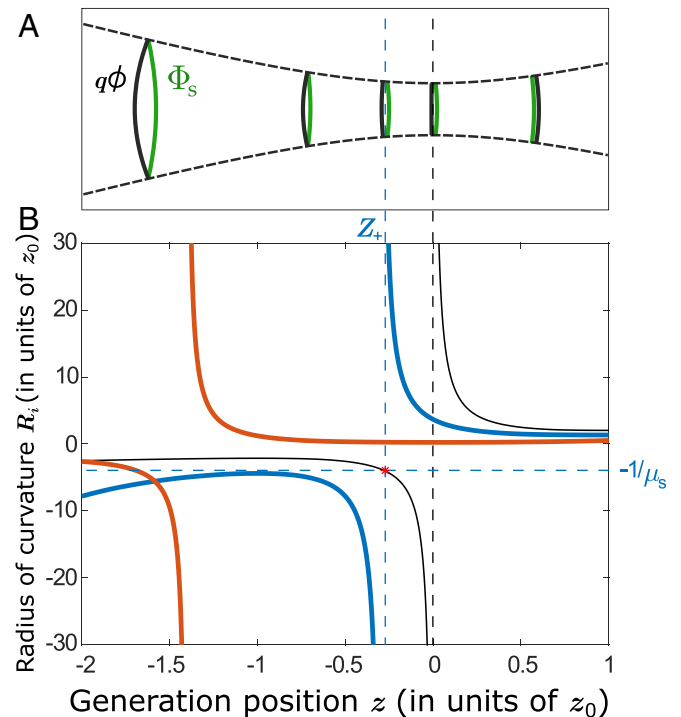 A
qϕ
Φs
B
Z+
30
20
10
0
-10
-20
-30
-1/μs
Radius of curvature Ri (in units of z0)
-2
-1.5
-1
-0.5
0
0.5
1
Generation position z (in units of z0)